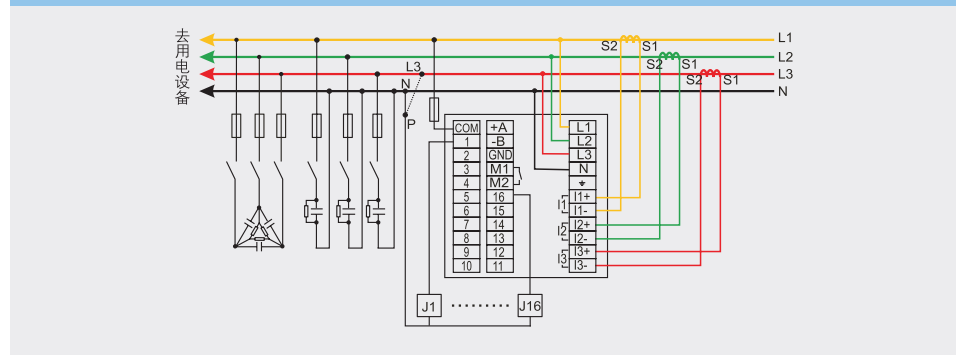 去用电设备
L1
L2
L3
N
S2 S1
S2 S1
S2 S1
L3
N
P
COM +A L1
1 -B L2
2 GND L3
3 M1 N
4 M2
5 16 I1+
6 15 I1-
7 14 I2+
8 13 I2-
9 12 I3+
10 11 I3-
I1
I2
I3
J1 ......... J16